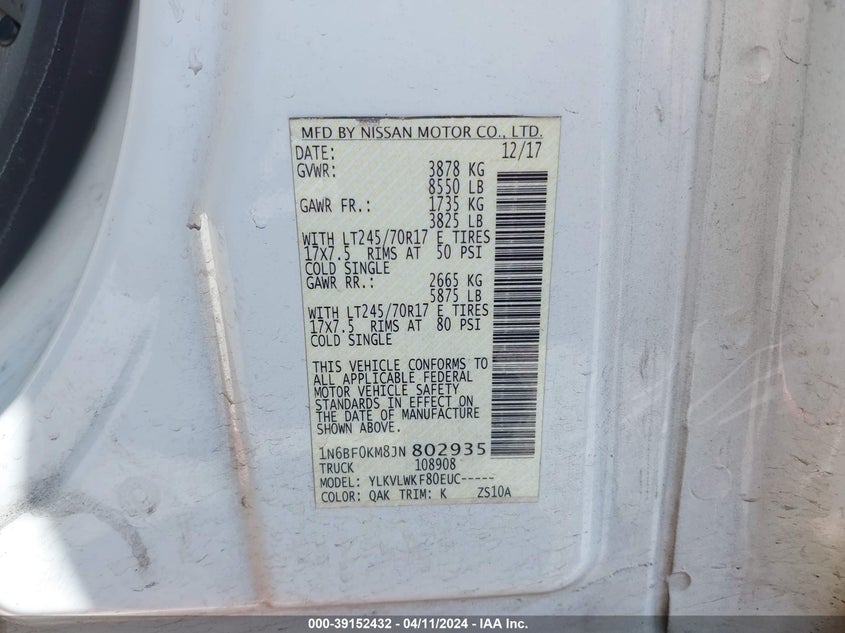 MFD BY NISSAN MOTOR CO., LTD.
DATE: 12/17
GVWR: 3878 KG
8550 LB
GAWR FR.: 1735 KG
3825 LB
WITH LT245/70R17 E TIRES
17X7.5 RIMS AT 50 PSI
COLD SINGLE
GAWR RR.: 2665 KG
5875 LB
WITH LT245/70R17 E TIRES
17X7.5 RIMS AT 80 PSI
COLD SINGLE
THIS VEHICLE CONFORMS TO
ALL APPLICABLE FEDERAL
MOTOR VEHICLE SAFETY
STANDARDS IN EFFECT ON
THE DATE OF MANUFACTURE
SHOWN ABOVE.
1N6BF0KM8JN802935
TRUCK 108908
MODEL: YLKVLWKF80EUC-----
COLOR: QAK TRIM: K ZS10A
000-39152432 - 04/11/2024 - IAA Inc.